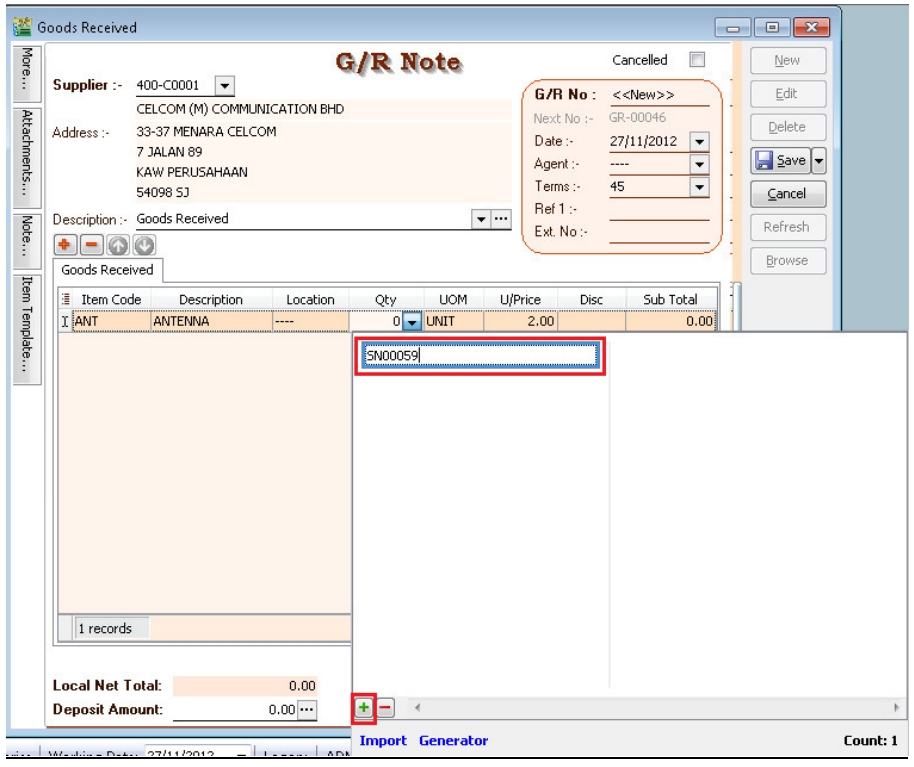 Goods Received
G/R Note
Cancelled
More...
Attachments...
Note...
Item Template...
Supplier :- 400-C0001
CELCOM (M) COMMUNICATION BHD
Address :- 33-37 MENARA CELCOM
7 JALAN 89
KAW PERUSAHAAN
54098 SJ
Description :- Goods Received
G/R No : <<New>>
Next No :- GR-00046
Date :- 27/11/2012
Agent :- ----
Terms :- 45
Ref 1 :-
Ext. No :-
New
Edit
Delete
Save
Cancel
Refresh
Browse
Goods Received
Item Code Description Location Qty UOM U/Price Disc Sub Total
ANT ANTENNA ---- 0 UNIT 2.00 0.00
SN00059
1 records
Local Net Total: 0.00
Deposit Amount: 0.00
Import Generator Count: 1
Working Date: 27/11/2012